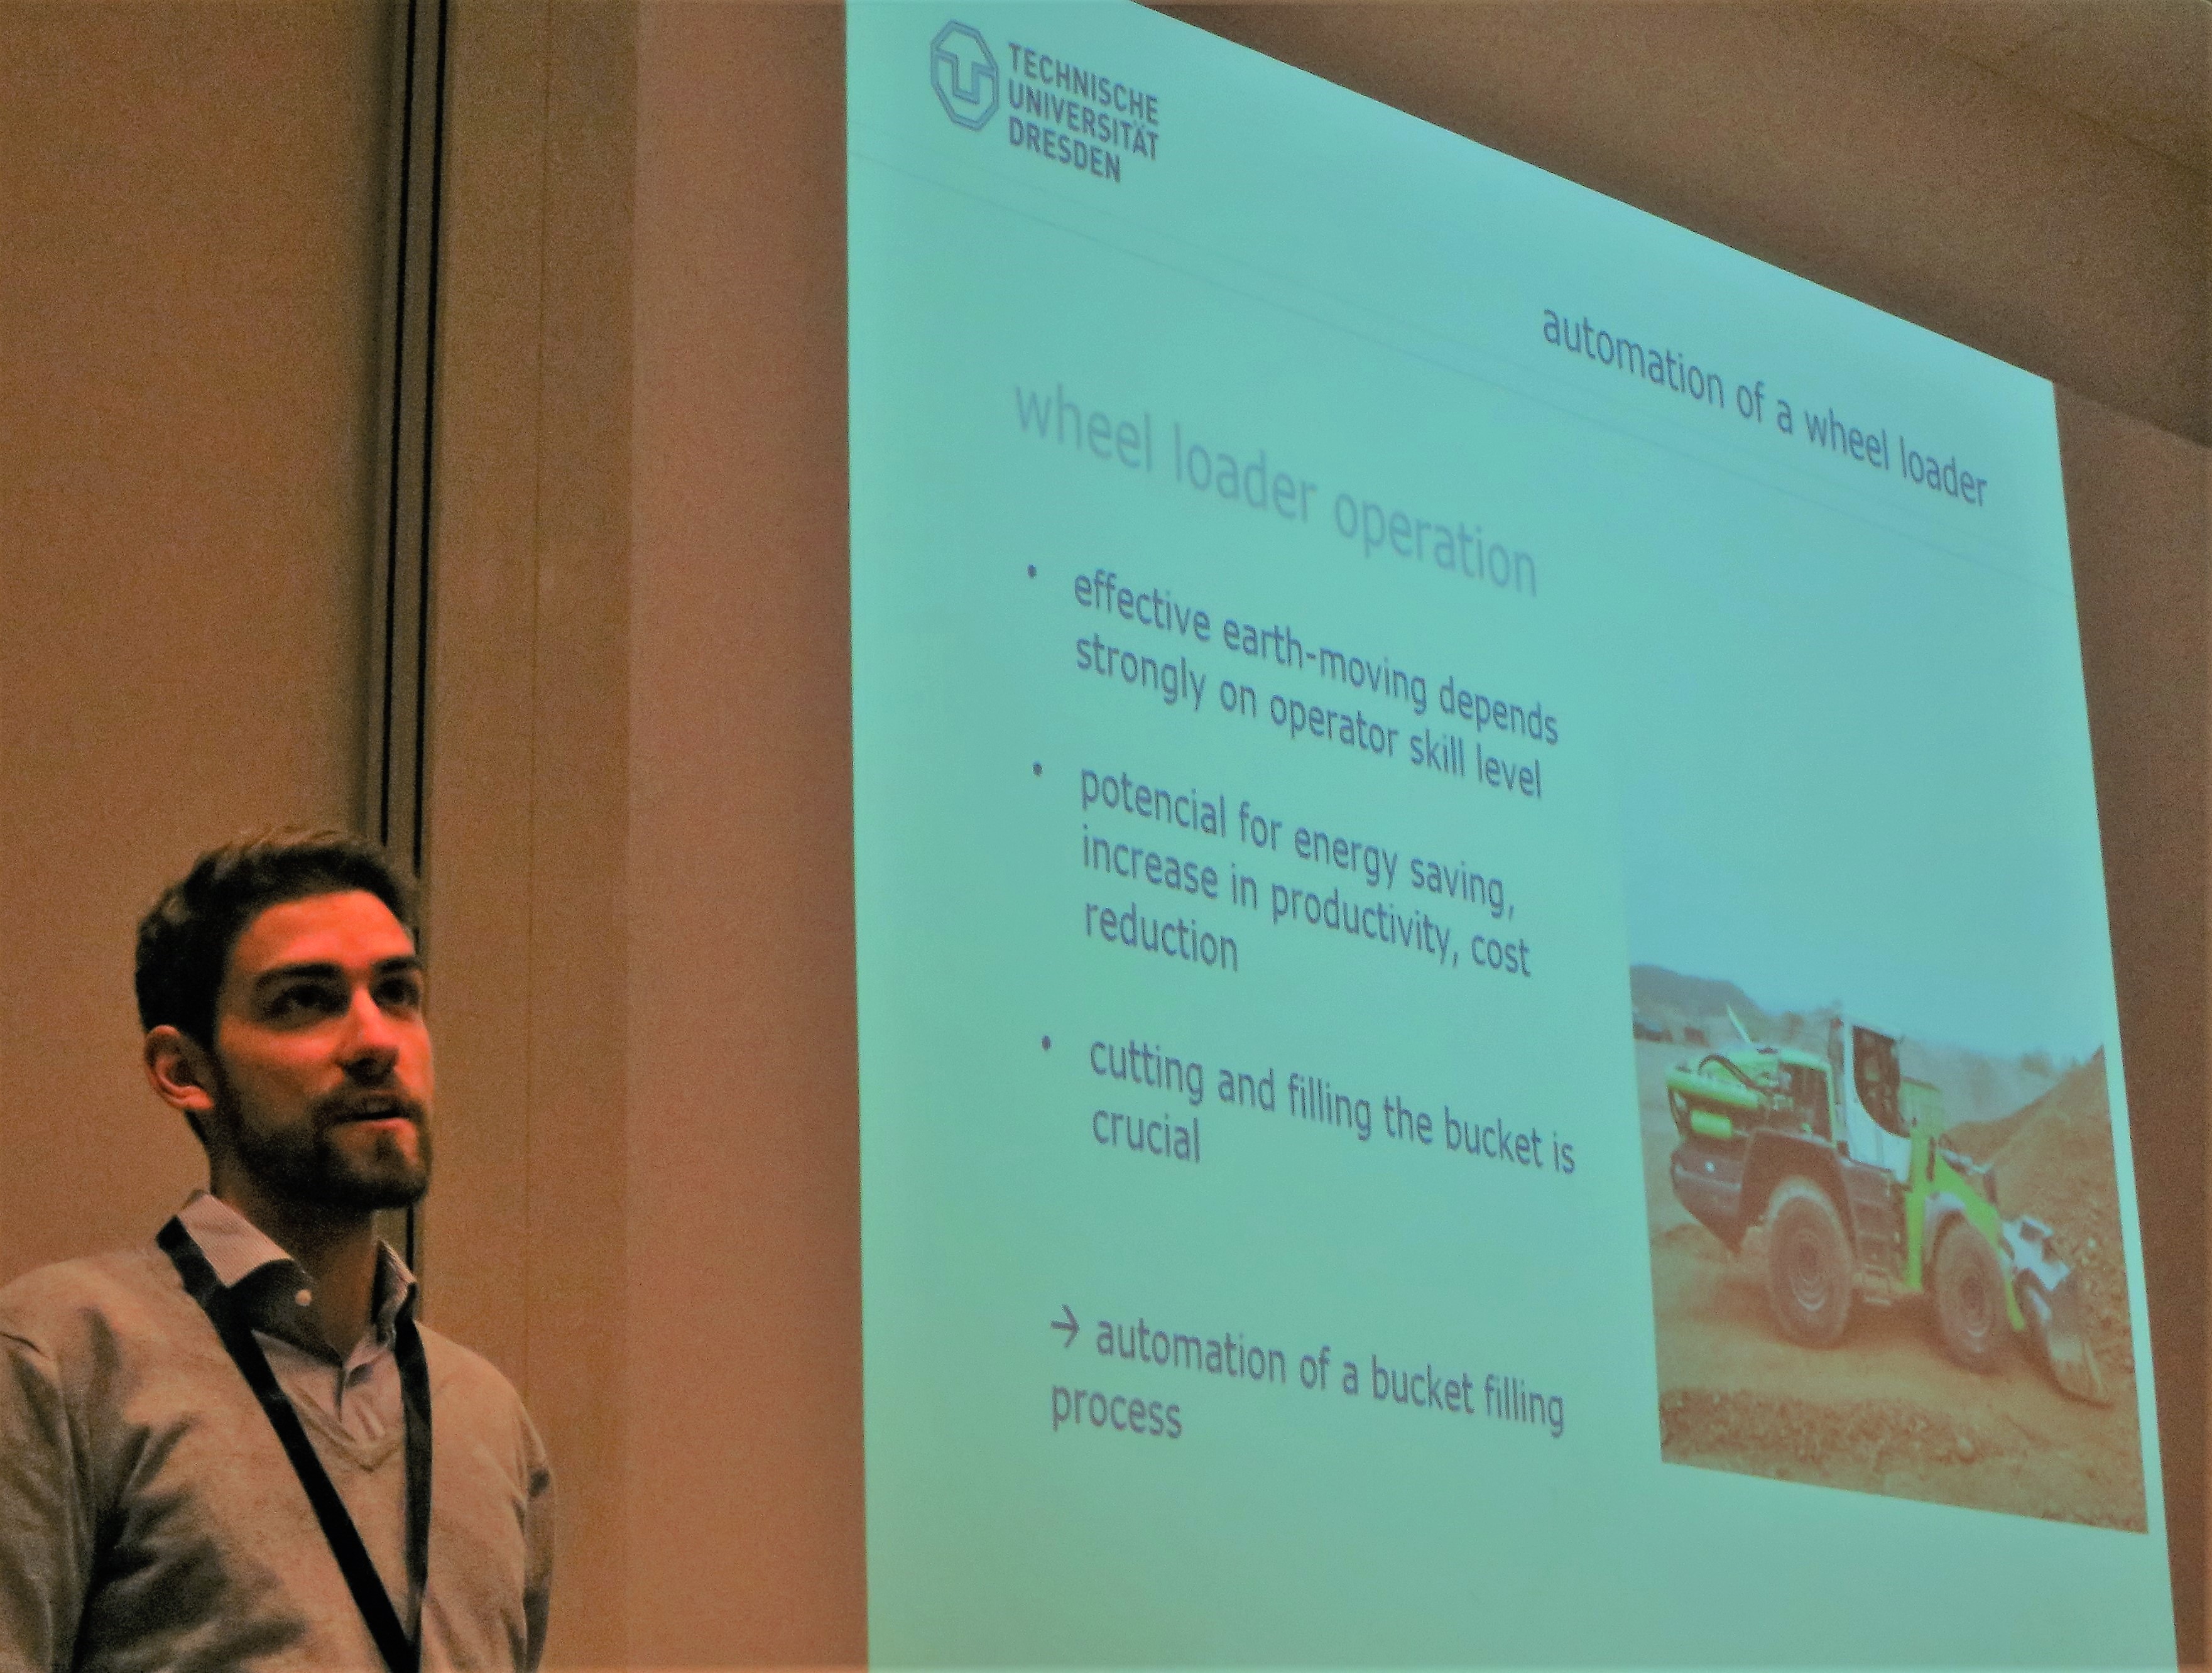 TECHNISCHE
UNIVERSITÄT
DRESDEN
automation of a wheel loader
wheel loader operation
• effective earth-moving depends
strongly on operator skill level
• potencial for energy saving,
increase in productivity, cost
reduction
• cutting and filling the bucket is
crucial
→ automation of a bucket filling
process